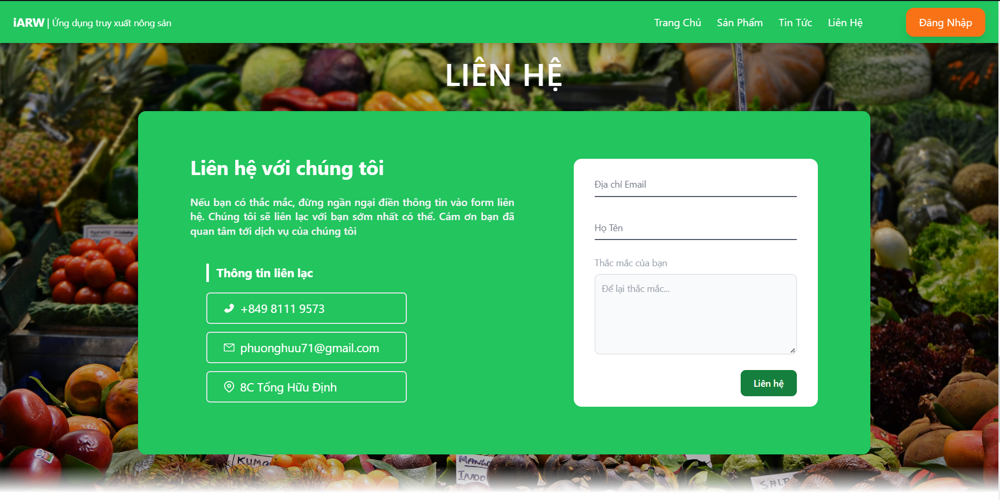 iARW | Ứng dụng truy xuất nông sản
Trang Chủ
Sản Phẩm
Tin Tức
Liên Hệ
Đăng Nhập
LIÊN HỆ
Liên hệ với chúng tôi
Nếu bạn có thắc mắc, đừng ngần ngại điền thông tin vào form liên
hệ. Chúng tôi sẽ liên lạc với bạn sớm nhất có thể. Cám ơn bạn đã
quan tâm tới dịch vụ của chúng tôi
Thông tin liên lạc
+849 8111 9573
phuonghuu71@gmail.com
8C Tống Hữu Định
Địa chỉ Email
Họ Tên
Thắc mắc của bạn
Để lại thắc mắc...
Liên hệ
MANGO